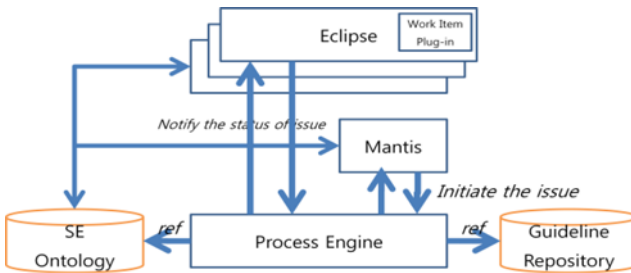 Eclipse
Work Item
Plug-in
Notify the status of issue
Mantis
Initiate the issue
SE
Ontology
ref
Process Engine
ref
Guideline
Repository